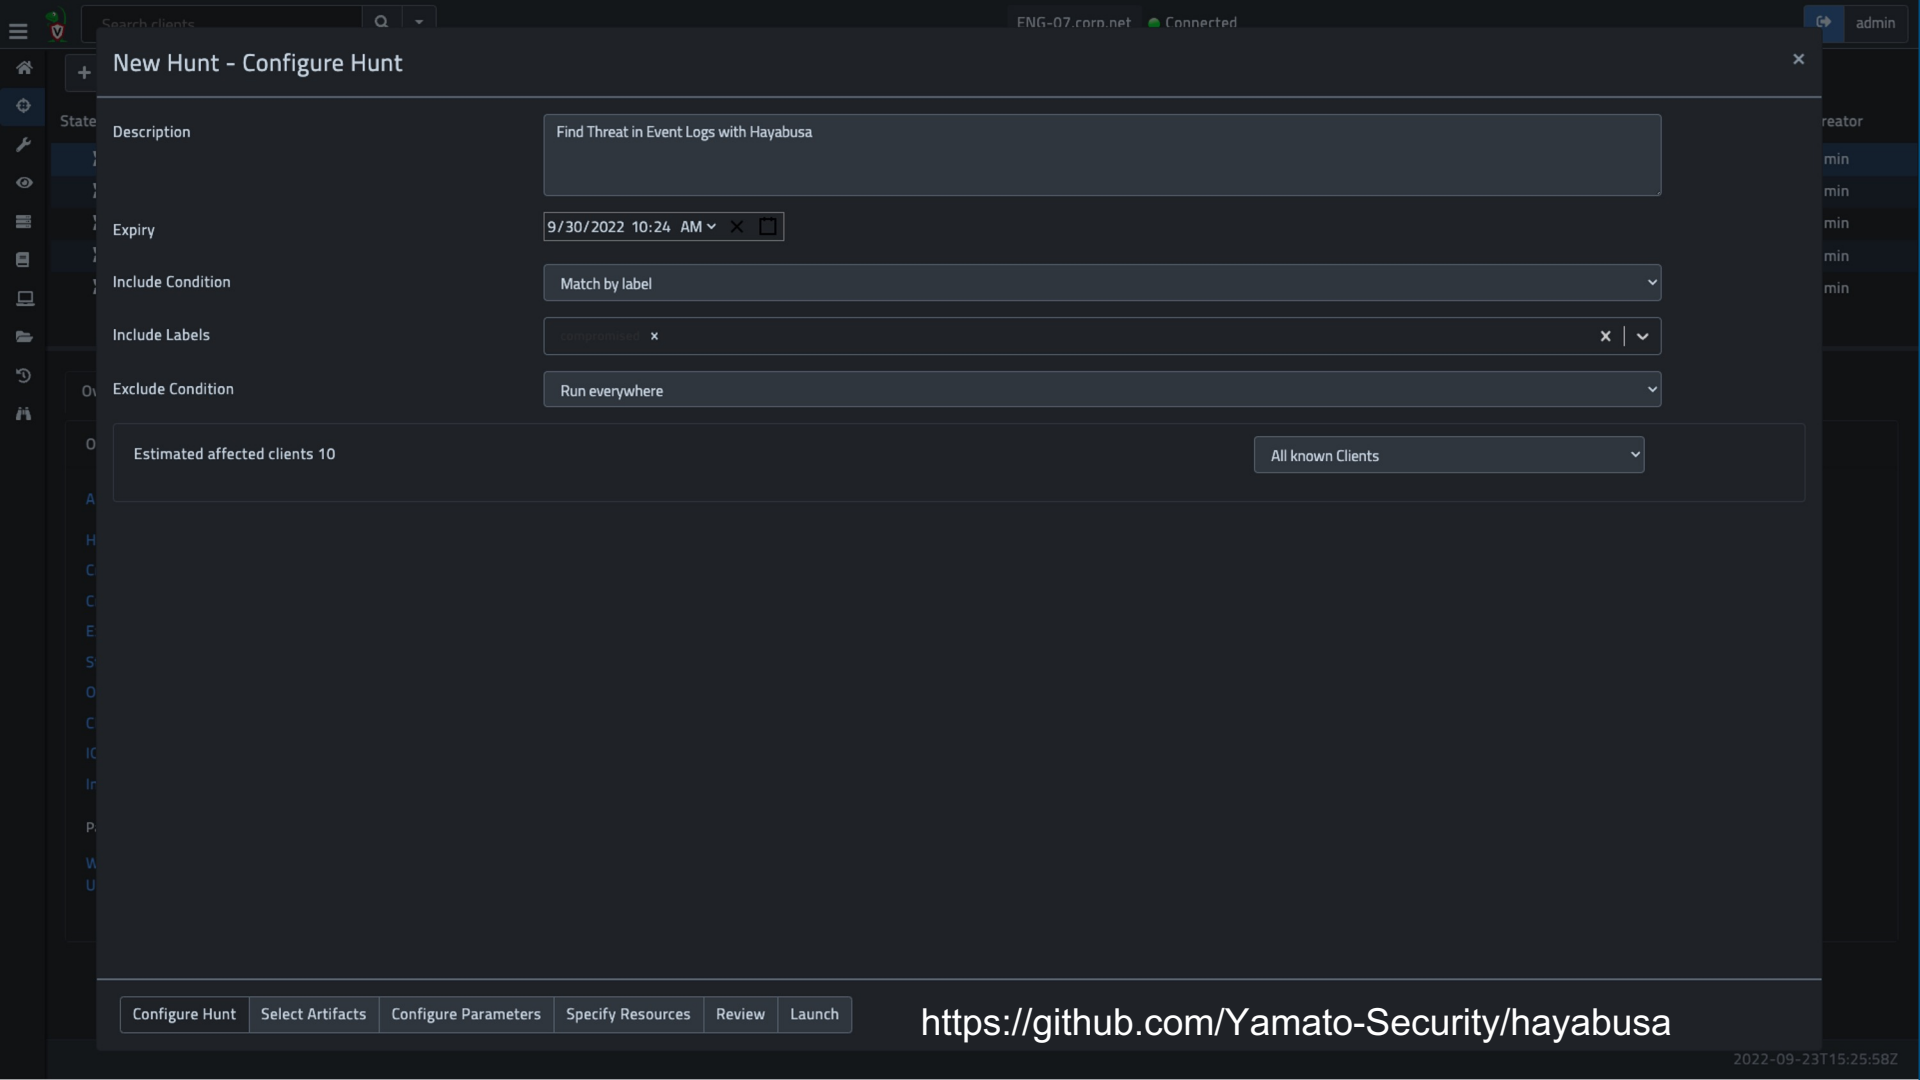 Search clients
ENG-07.corp.net
Connected
admin
New Hunt - Configure Hunt
×
State
reator
Description
Find Threat in Event Logs with Hayabusa
min
min
Expiry
9/30/2022 10:24 AM
min
min
Include Condition
Match by label
min
Include Labels
compromised ×
Exclude Condition
Run everywhere
Estimated affected clients 10
All known Clients
Configure Hunt
Select Artifacts
Configure Parameters
Specify Resources
Review
Launch
https://github.com/Yamato-Security/hayabusa
2022-09-23T15:25:58Z